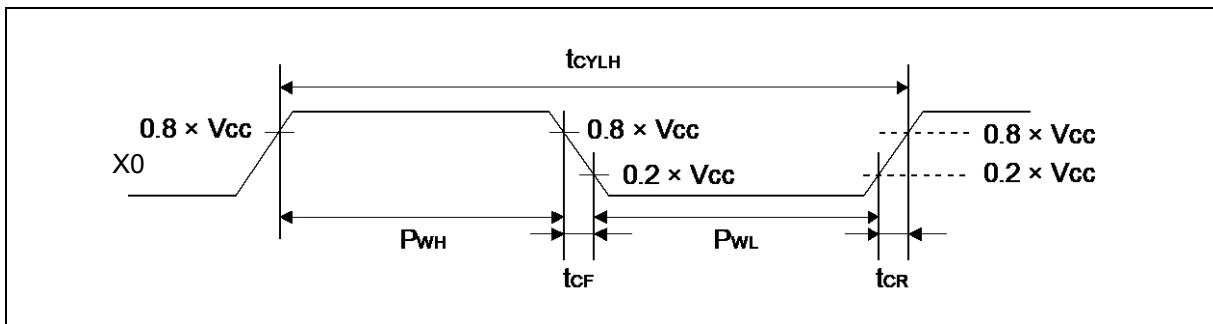 tCYLH
0.8 × Vcc
0.8 × Vcc
0.8 × Vcc
X0
0.2 × Vcc
0.2 × Vcc
PWH
PWL
tCF
tCR